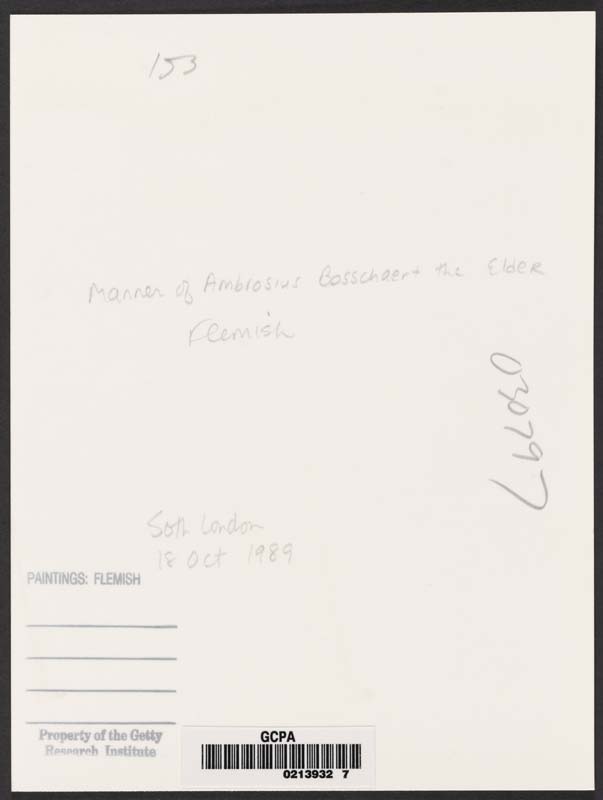 153
Manner of Ambrosius Bosschaert the Elder
Flemish
Soth London
18 Oct 1989
PAINTINGS: FLEMISH
Property of the Getty
Research Institute
GCPA
0213932 7